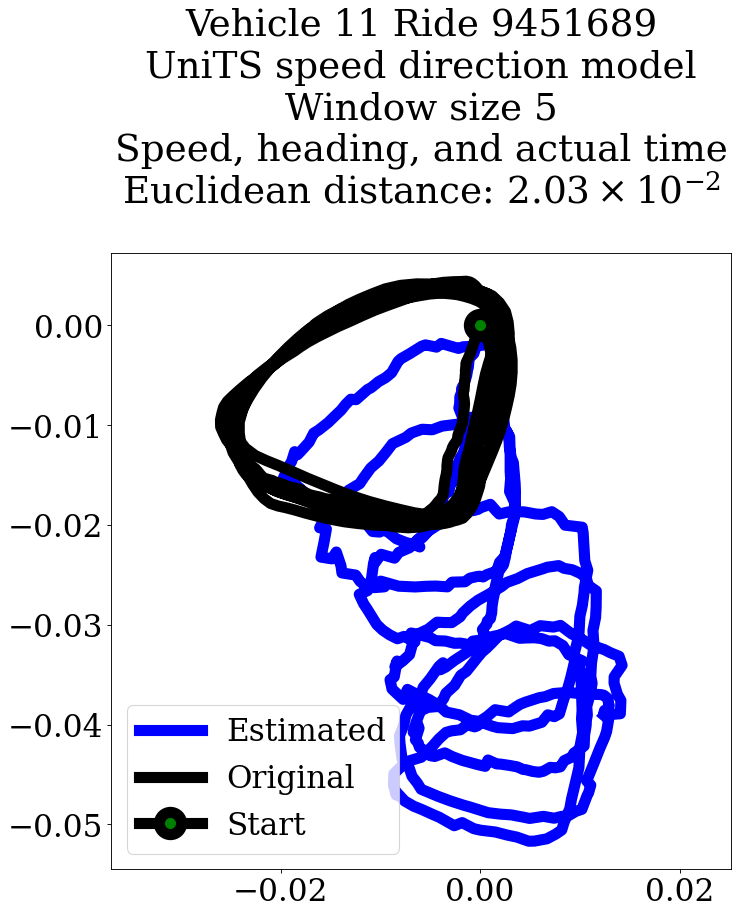 Vehicle 11 Ride 9451689
UniTS speed direction model
Window size 5
Speed, heading, and actual time
Euclidean distance: 2.03 × 10⁻²
0.00
−0.01
−0.02
−0.03
−0.04
−0.05
Estimated
Original
Start
−0.02 0.00 0.02